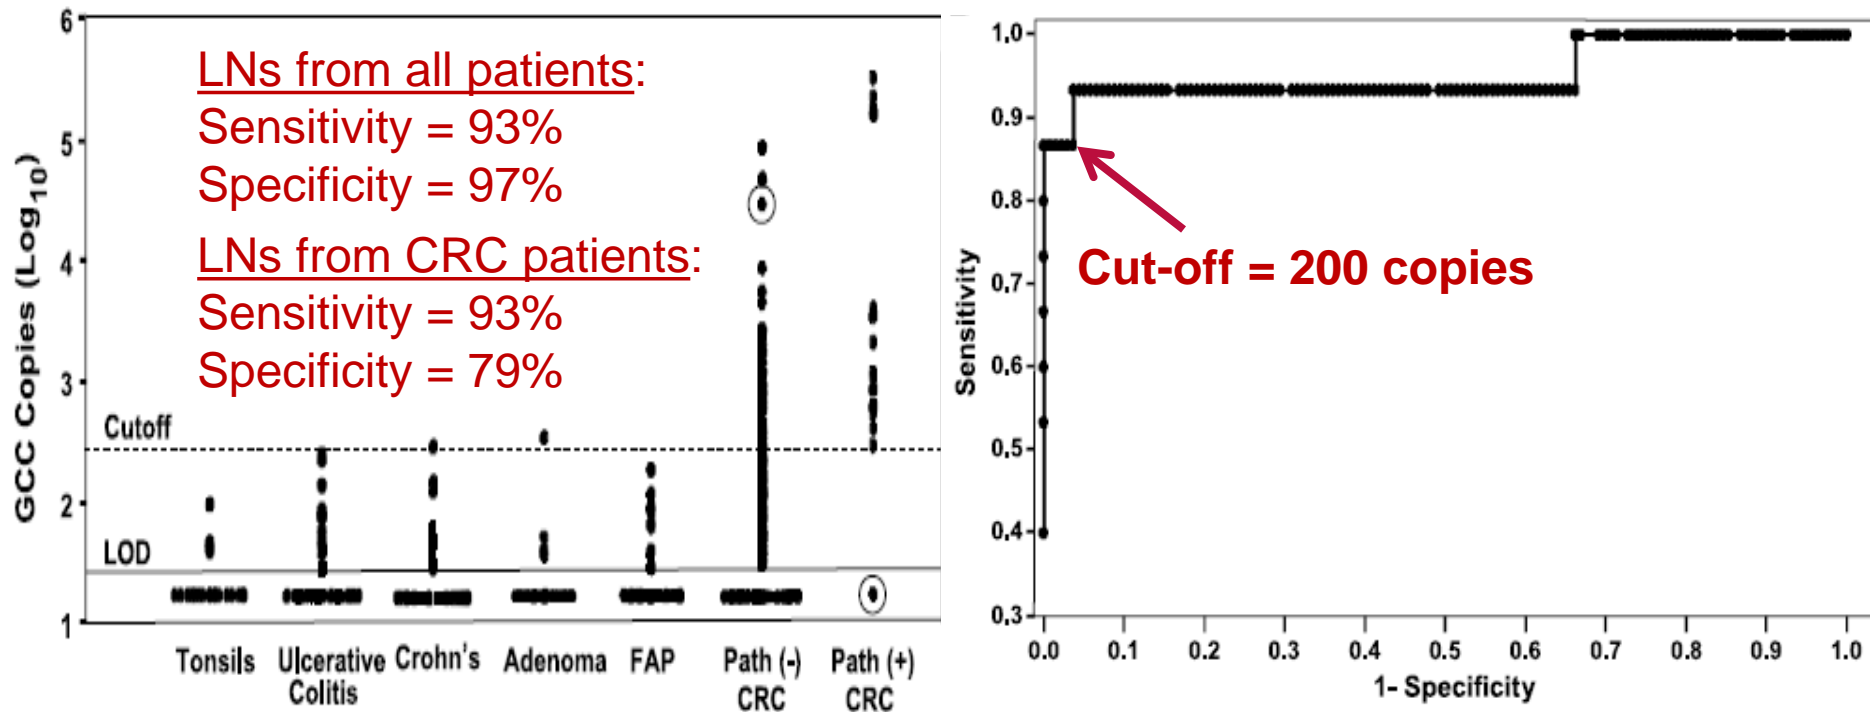 GCC Copies (Log10)
6
5
4
3
2
1
LNs from all patients:
Sensitivity = 93%
Specificity = 97%
LNs from CRC patients:
Sensitivity = 93%
Specificity = 79%
Cutoff
LOD
Tonsils
Ulcerative
Colitis
Crohn's
Adenoma
FAP
Path (-)
CRC
Path (+)
CRC
Sensitivity
1.0
0.9
0.8
0.7
0.6
0.5
0.4
0.3
Cut-off = 200 copies
0.0 0.1 0.2 0.3 0.4 0.5 0.6 0.7 0.8 0.9 1.0
1- Specificity